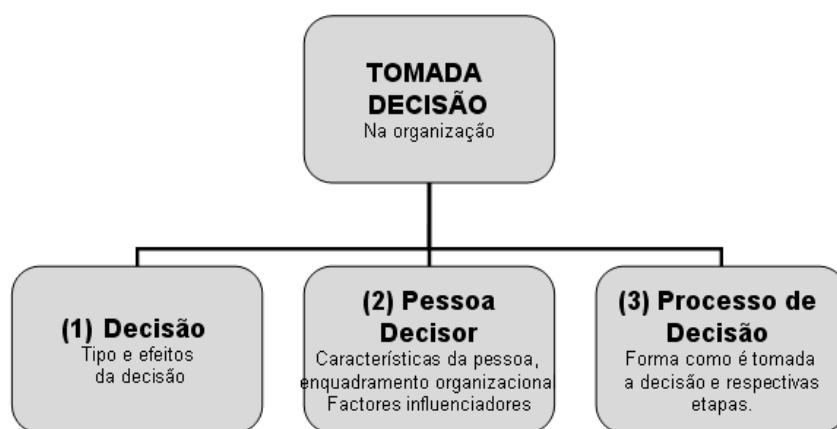 TOMADA
DECISÃO
Na organização
(1) Decisão
Tipo e efeitos
da decisão
(2) Pessoa
Decisor
Características da pessoa,
enquadramento organizacional
Factores influenciadores
(3) Processo de
Decisão
Forma como é tomada
a decisão e respectivas
etapas.